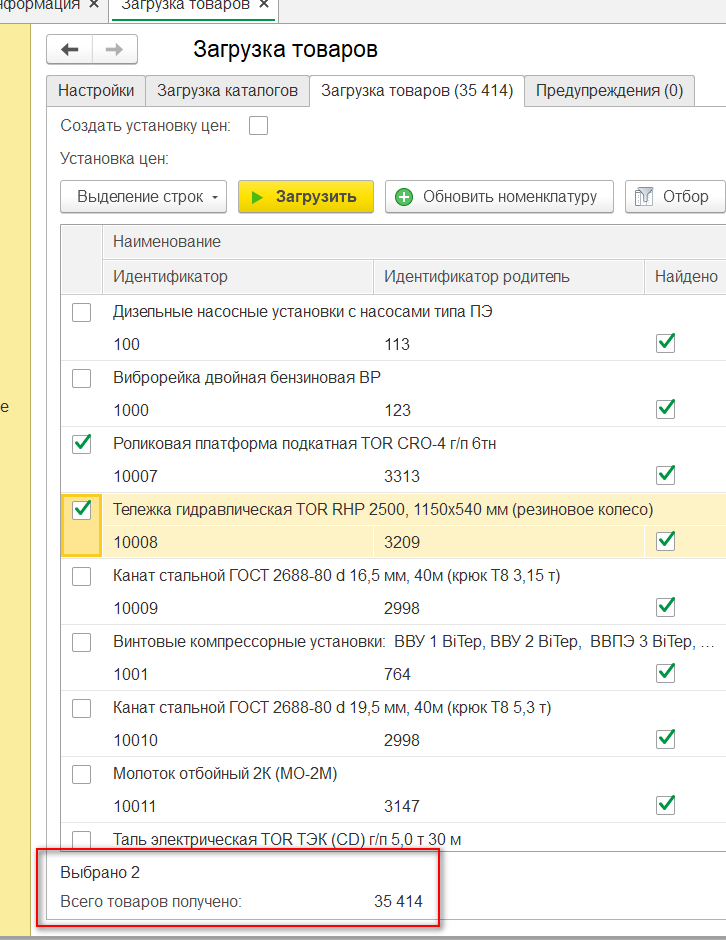 нформация ×
Загрузка товаров ×
Загрузка товаров
Настройки Загрузка каталогов Загрузка товаров (35 414) Предупреждения (0)
Создать установку цен:
Установка цен:
Выделение строк Загрузить Обновить номенклатуру Отбор
Наименование
Идентификатор Идентификатор родитель Найдено
Дизельные насосные установки с насосами типа ПЭ
100 113
Виброрейка двойная бензиновая ВР
1000 123
е
Роликовая платформа подкатная TOR CRO-4 г/п 6тн
10007 3313
Тележка гидравлическая TOR RHP 2500, 1150х540 мм (резиновое колесо)
10008 3209
Канат стальной ГОСТ 2688-80 d 16,5 мм, 40м (крюк Т8 3,15 т)
10009 2998
Винтовые компрессорные установки: ВВУ 1 BiTep, ВВУ 2 BiTep, ВВПЭ 3 BiTep, ...
1001 764
Канат стальной ГОСТ 2688-80 d 19,5 мм, 40м (крюк Т8 5,3 т)
10010 2998
Молоток отбойный 2К (МО-2М)
10011 3147
Таль электрическая TOR ТЭК (CD) г/п 5,0 т 30 м
Выбрано 2
Всего товаров получено: 35 414